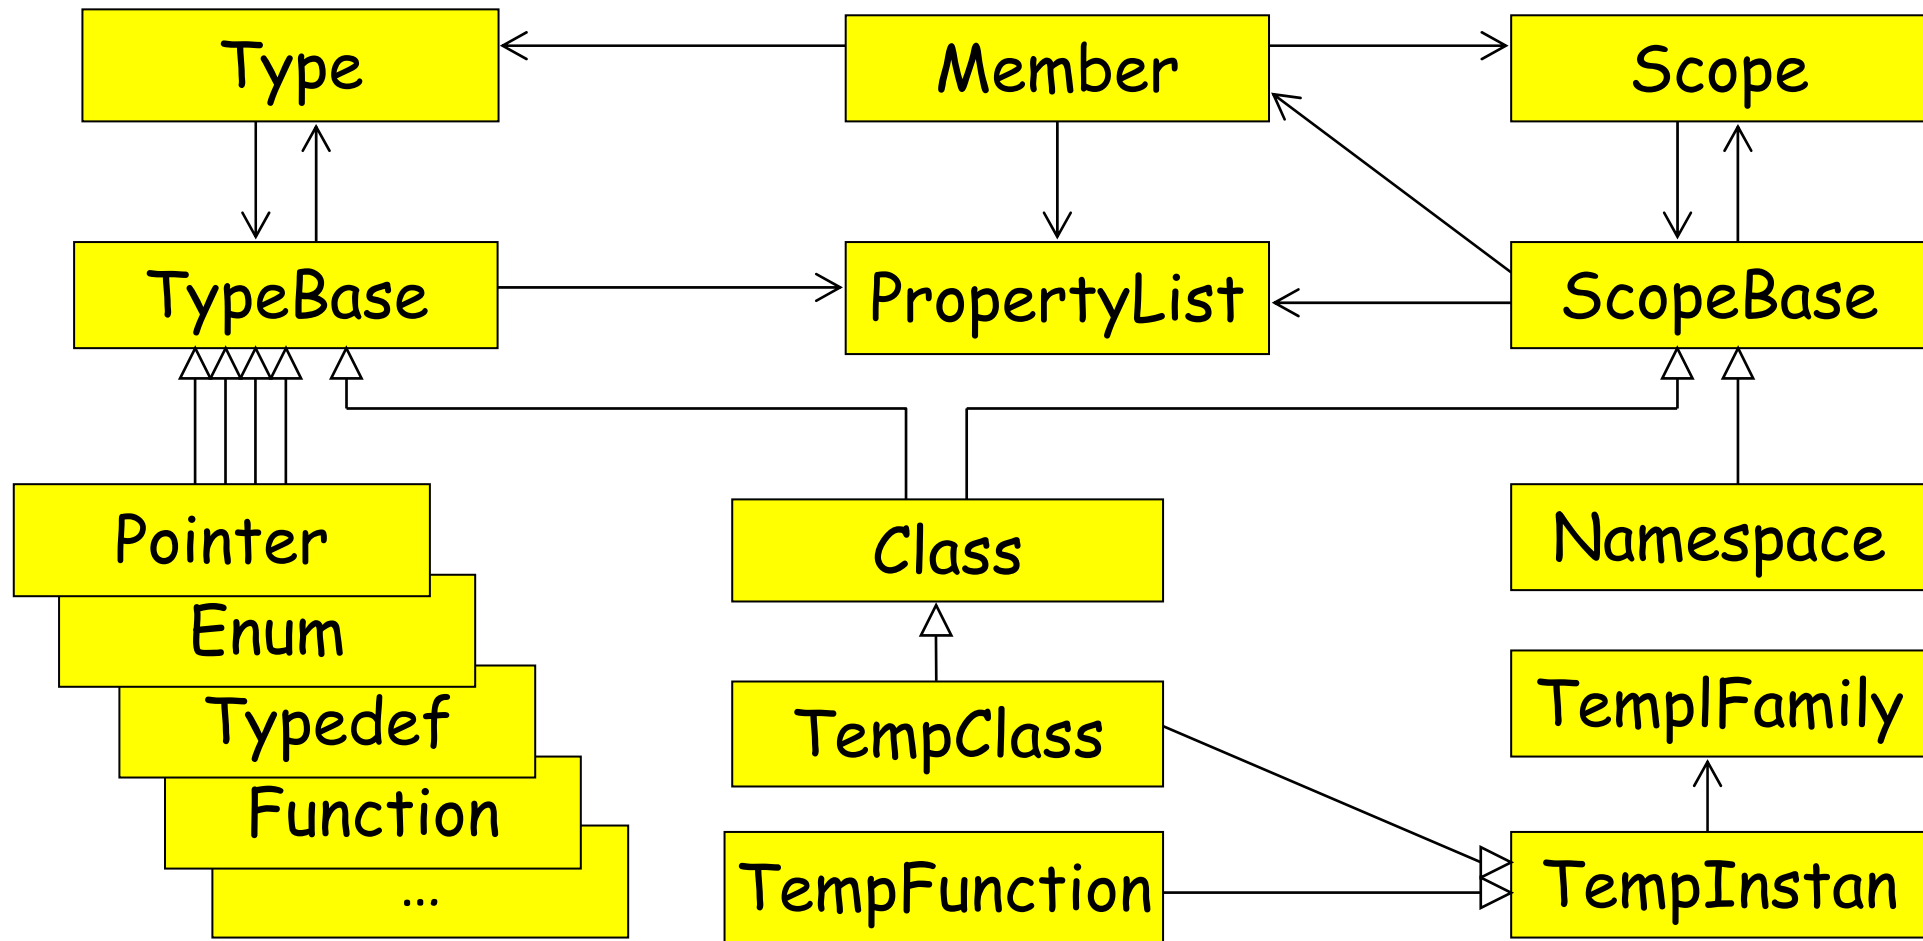 Type
Member
Scope
TypeBase
PropertyList
ScopeBase
Pointer
Class
Namespace
Enum
Typedef
TempClass
TemplFamily
Function
...
TempFunction
TempInstan